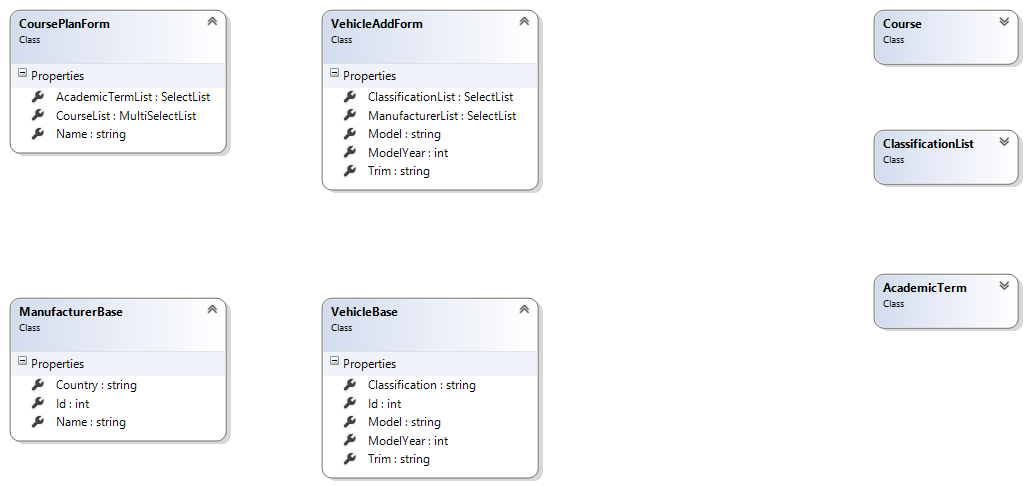 CoursePlanForm
Class
Properties
AcademicTermList : SelectList
CourseList : MultiSelectList
Name : string
VehicleAddForm
Class
Properties
ClassificationList : SelectList
ManufacturerList : SelectList
Model : string
ModelYear : int
Trim : string
Course
Class
ClassificationList
Class
AcademicTerm
Class
ManufacturerBase
Class
Properties
Country : string
Id : int
Name : string
VehicleBase
Class
Properties
Classification : string
Id : int
Model : string
ModelYear : int
Trim : string